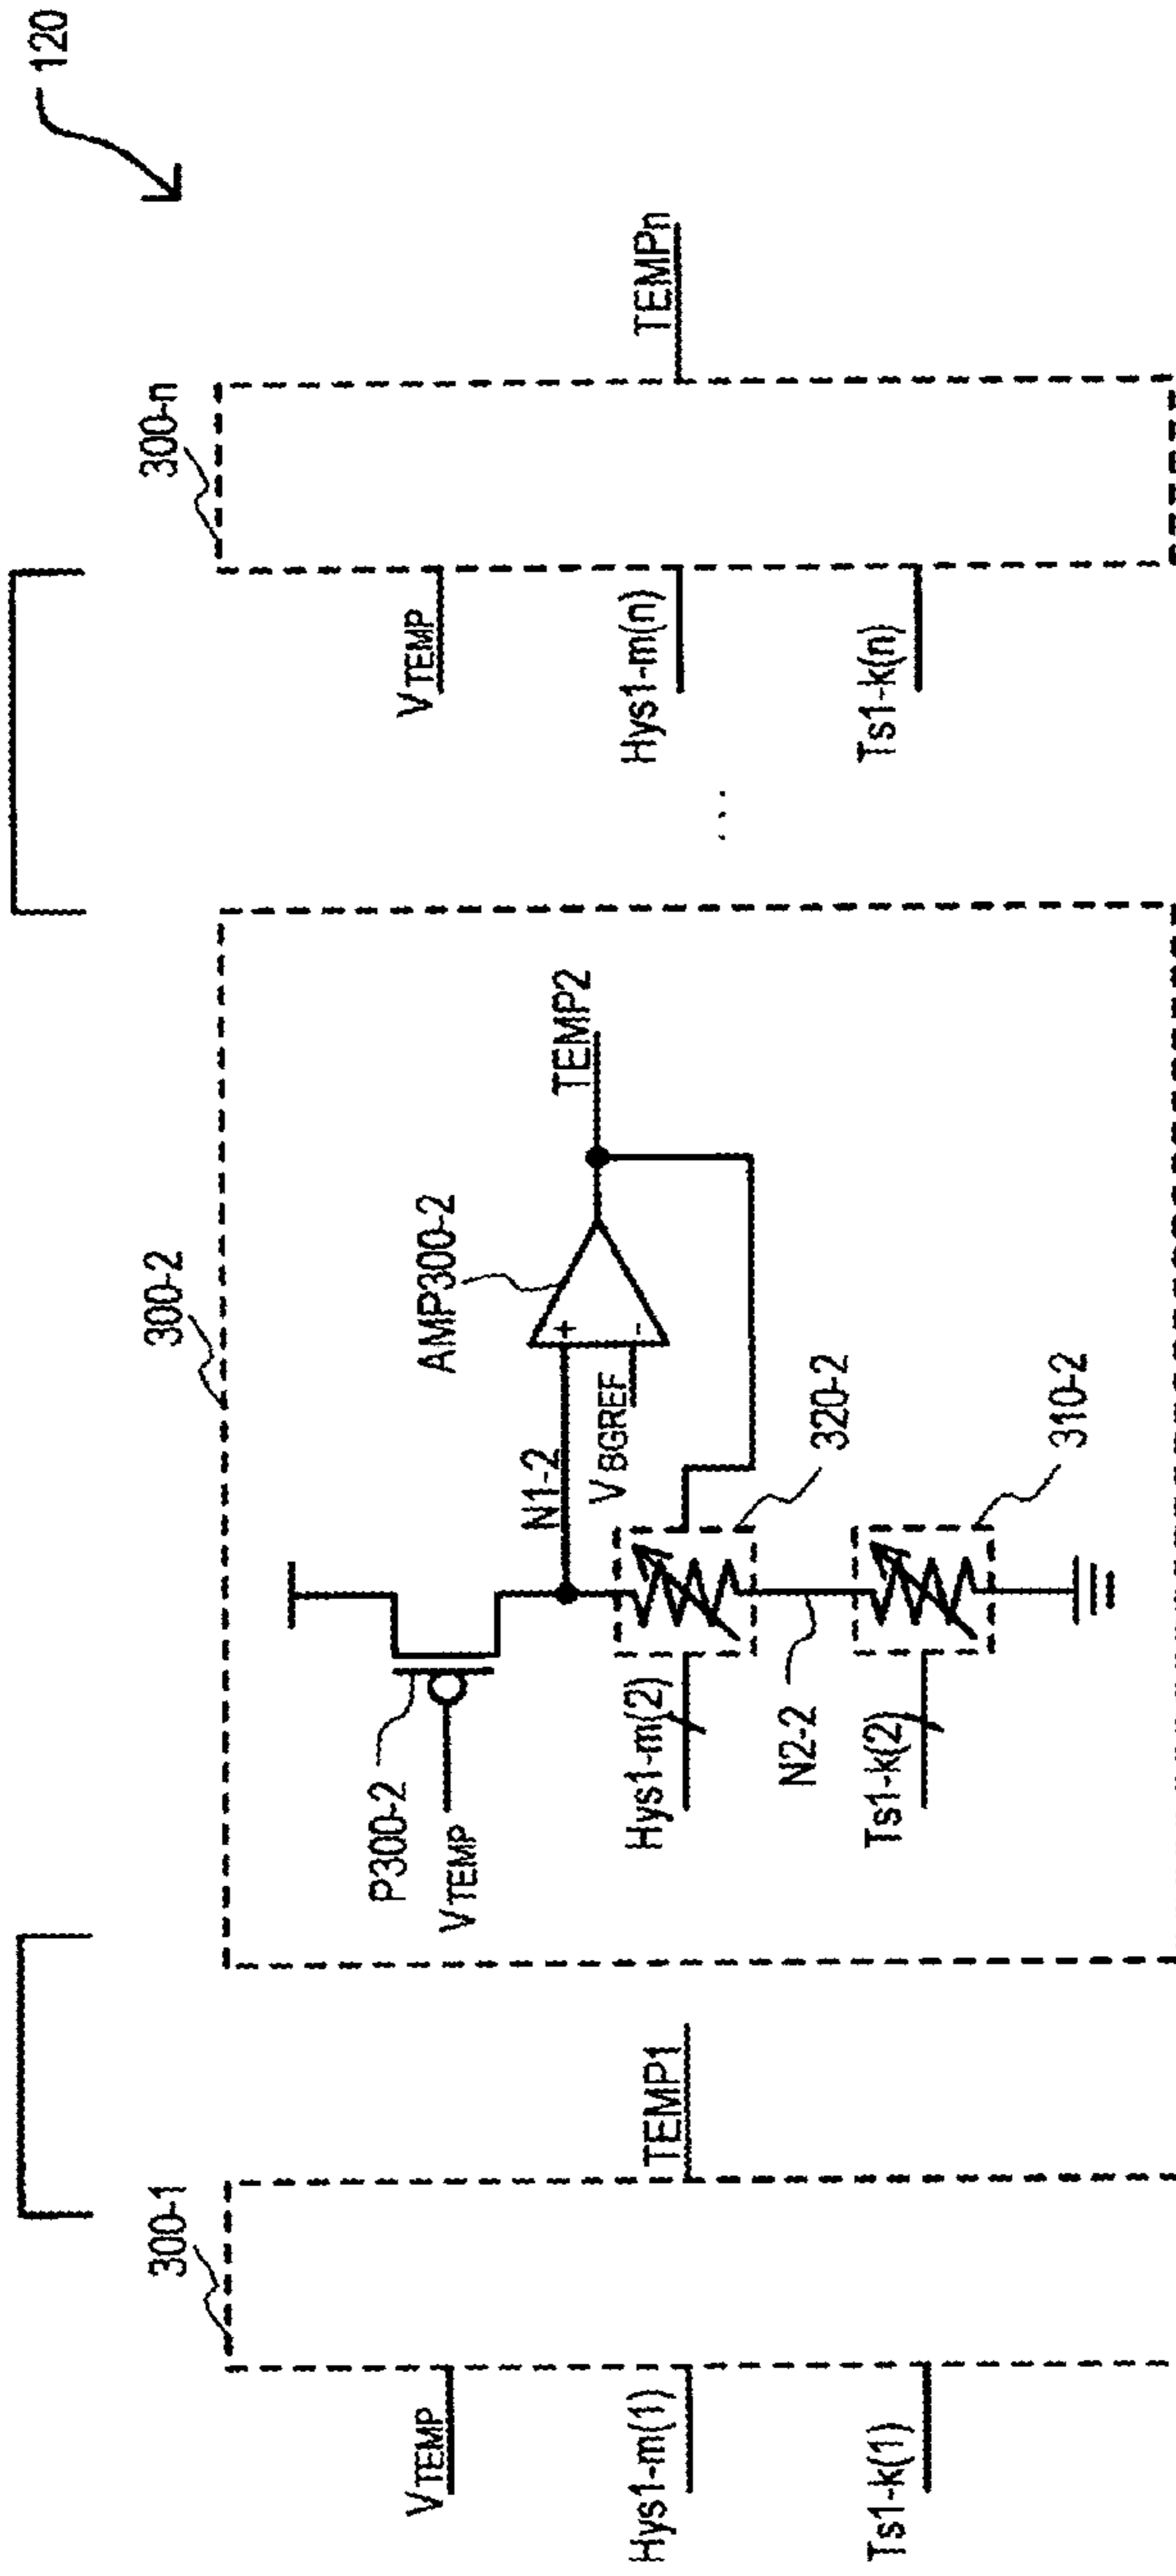 120
300-1
VTEMP
Hys1-m(1)
Ts1-k(1)
TEMP1
300-2
P300-2
VTEMP
AMP300-2
N1-2
+
-
VBGREF
TEMP2
Hys1-m(2)
320-2
N2-2
Ts1-k(2)
310-2
...
300-n
VTEMP
Hys1-m(n)
Ts1-k(n)
TEMPn